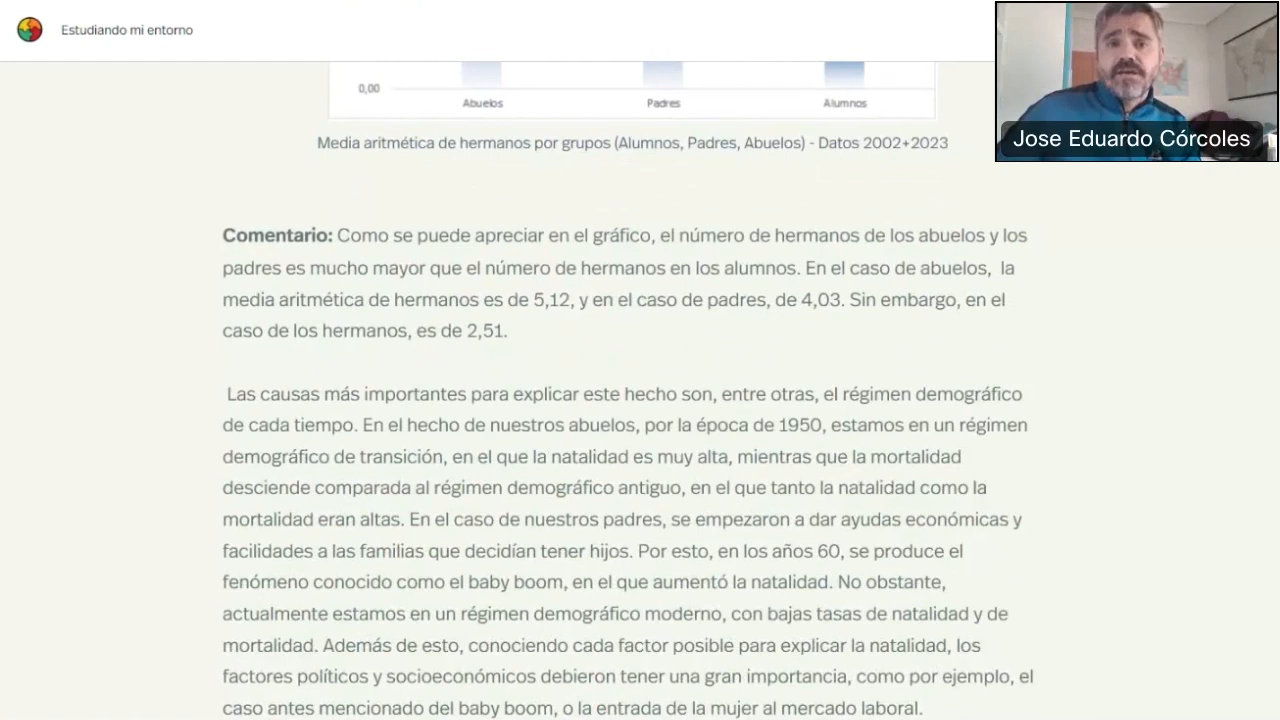 Estudiando mi entorno
0,00
Abuelos
Padres
Alumnos
Jose Eduardo Córcoles
Media aritmética de hermanos por grupos (Alumnos, Padres, Abuelos) - Datos 2002+2023
Comentario: Como se puede apreciar en el gráfico, el número de hermanos de los abuelos y los
padres es mucho mayor que el número de hermanos en los alumnos. En el caso de abuelos, la
media aritmética de hermanos es de 5,12, y en el caso de padres, de 4,03. Sin embargo, en el
caso de los hermanos, es de 2,51.
Las causas más importantes para explicar este hecho son, entre otras, el régimen demográfico
de cada tiempo. En el hecho de nuestros abuelos, por la época de 1950, estamos en un régimen
demográfico de transición, en el que la natalidad es muy alta, mientras que la mortalidad
desciende comparada al régimen demográfico antiguo, en el que tanto la natalidad como la
mortalidad eran altas. En el caso de nuestros padres, se empezaron a dar ayudas económicas y
facilidades a las familias que decidían tener hijos. Por esto, en los años 60, se produce el
fenómeno conocido como el baby boom, en el que aumentó la natalidad. No obstante,
actualmente estamos en un régimen demográfico moderno, con bajas tasas de natalidad y de
mortalidad. Además de esto, conociendo cada factor posible para explicar la natalidad, los
factores políticos y socioeconómicos debieron tener una gran importancia, como por ejemplo, el
caso antes mencionado del baby boom, o la entrada de la mujer al mercado laboral.